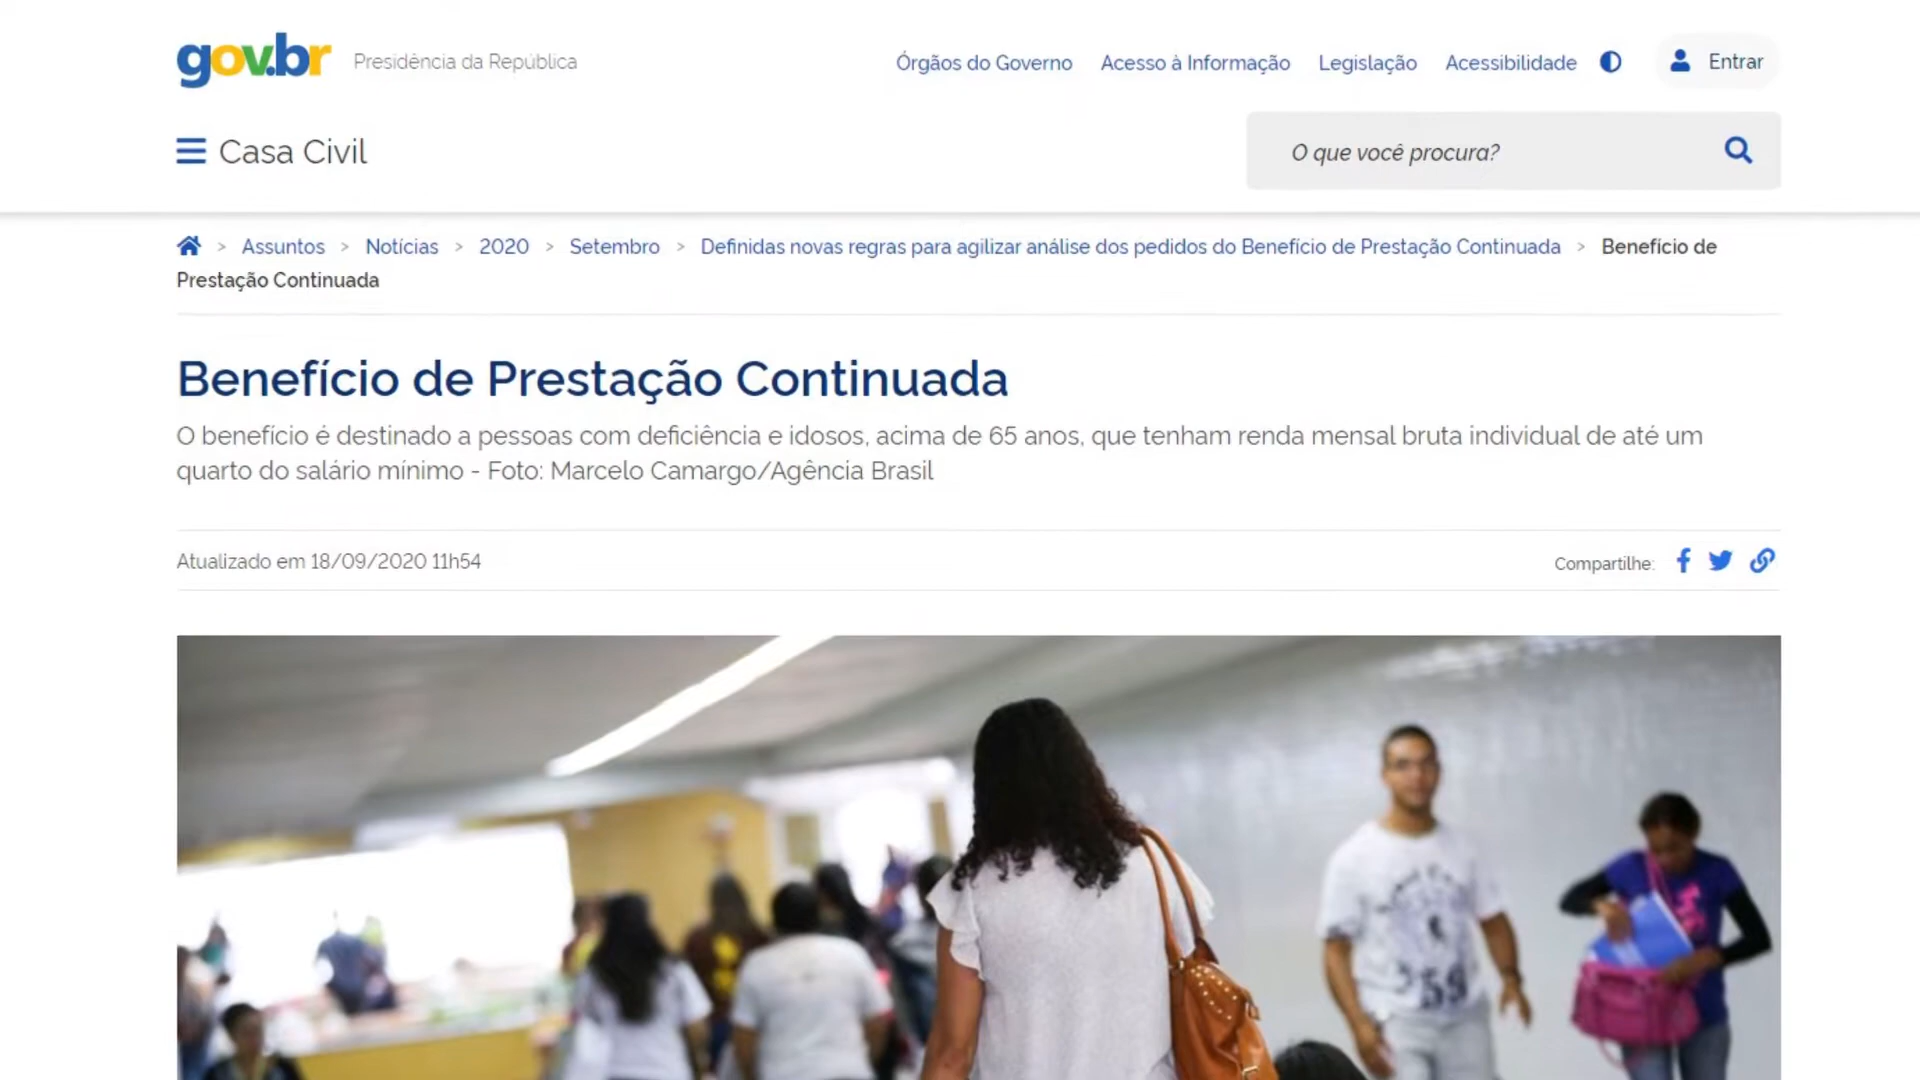 gov.br Presidência da República Órgãos do Governo Acesso à Informação Legislação Acessibilidade Entrar
Casa Civil O que você procura?
> Assuntos > Notícias > 2020 > Setembro > Definidas novas regras para agilizar análise dos pedidos do Benefício de Prestação Continuada > Benefício de
Prestação Continuada
Benefício de Prestação Continuada
O benefício é destinado a pessoas com deficiência e idosos, acima de 65 anos, que tenham renda mensal bruta individual de até um
quarto do salário mínimo - Foto: Marcelo Camargo/Agência Brasil
Atualizado em 18/09/2020 11h54 Compartilhe:
59